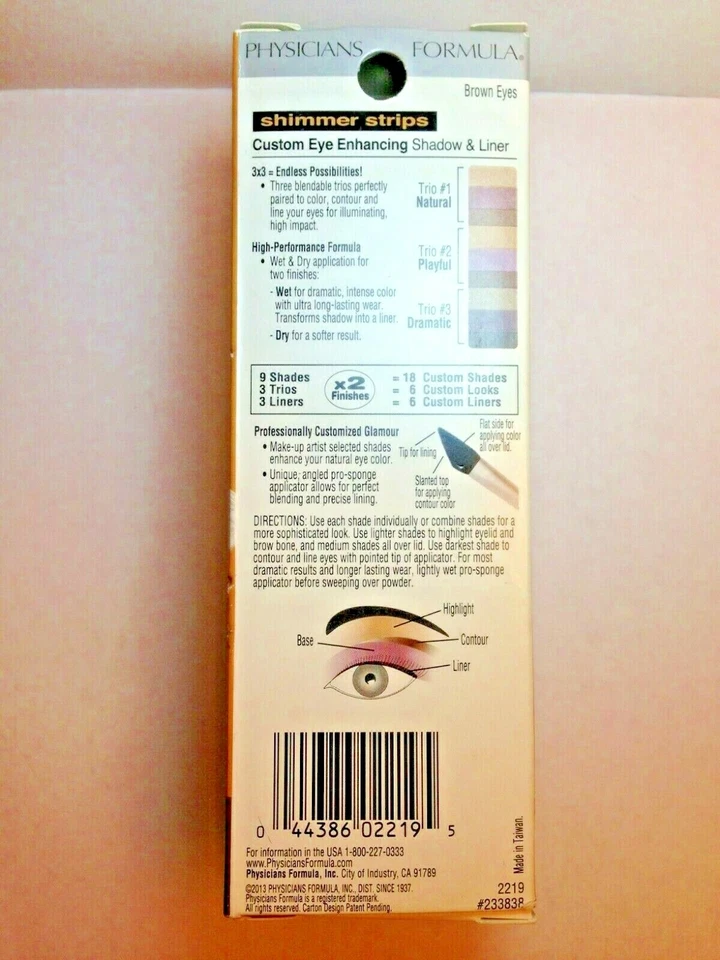 PHYSICIANS FORMULA®
Brown Eyes
shimmer strips
Custom Eye Enhancing Shadow & Liner
3x3 = Endless Possibilities!
• Three blendable trios perfectly
paired to color, contour and
line your eyes for illuminating,
high impact.
Trio #1
Natural
High-Performance Formula
• Wet & Dry application for
two finishes:
- Wet for dramatic, intense color
with ultra long-lasting wear.
Transforms shadow into a liner.
- Dry for a softer result.
Trio #2
Playful
Trio #3
Dramatic
9 Shades
3 Trios
3 Liners
x2
Finishes
= 18 Custom Shades
= 6 Custom Looks
= 6 Custom Liners
Professionally Customized Glamour
• Make-up artist selected shades
enhance your natural eye color.
• Unique, angled pro-sponge
applicator allows for perfect
blending and precise lining.
Tip for lining
Flat side for
applying color
all over lid.
Slanted top
for applying
contour color
DIRECTIONS: Use each shade individually or combine shades for a
more sophisticated look. Use lighter shades to highlight eyelid and
brow bone, and medium shades all over lid. Use darkest shade to
contour and line eyes with pointed tip of applicator. For most
dramatic results and longer lasting wear, lightly wet pro-sponge
applicator before sweeping over powder.
Highlight
Base
Contour
Liner
0 44386 02219 5
For information in the USA 1-800-227-0333
www.PhysiciansFormula.com
Physicians Formula, Inc. City of Industry, CA 91789
©2013 PHYSICIANS FORMULA, INC., DIST. SINCE 1937.
Physicians Formula is a registered trademark.
All rights reserved. Carton Design Patent Pending.
Made in Taiwan.
2219
#233838